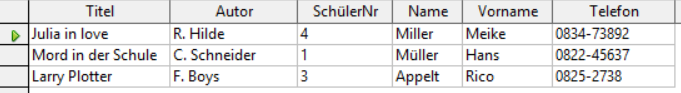 Titel Autor SchülerNr Name Vorname Telefon
Julia in love R. Hilde 4 Miller Meike 0834-73892
Mord in der Schule C. Schneider 1 Müller Hans 0822-45637
Larry Plotter F. Boys 3 Appelt Rico 0825-2738